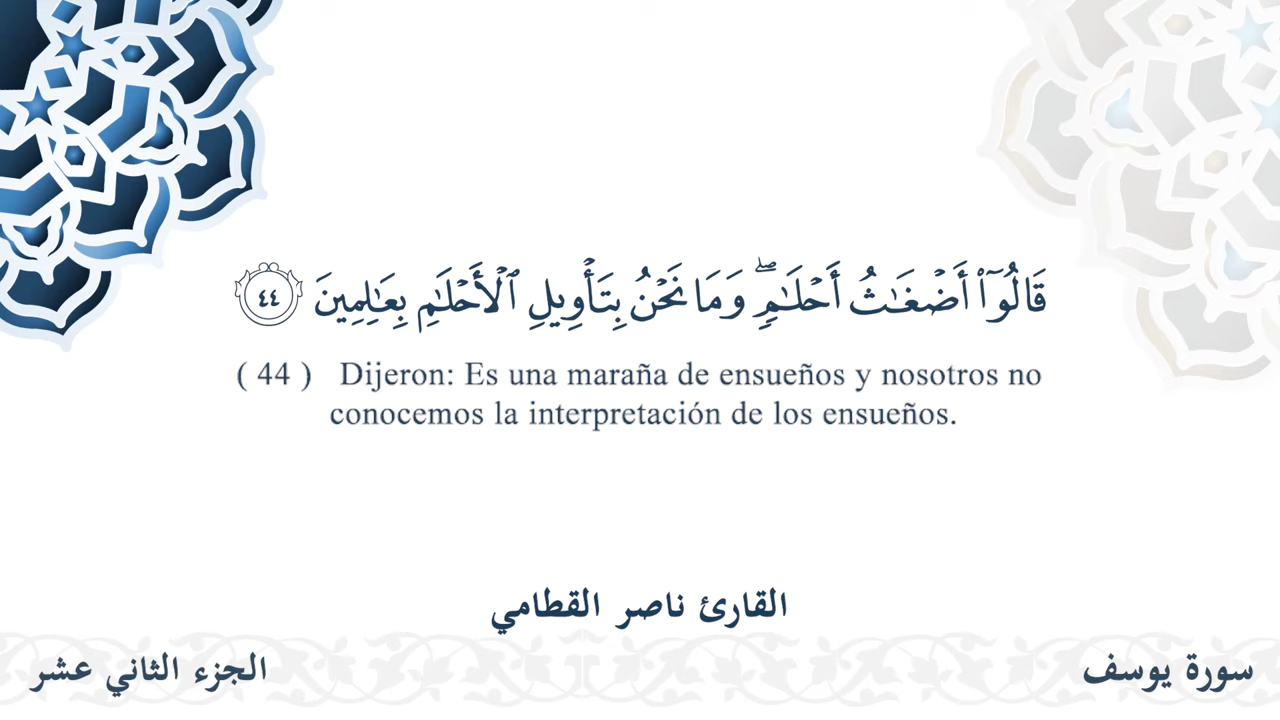 قَالُوٓا۟ أَضْغَـٰثُ أَحْلَـٰمٍۢ ۖ وَمَا نَحْنُ بِتَأْوِيلِ ٱلْأَحْلَـٰمِ بِعَـٰلِمِينَ ٤٤
( 44 ) Dijeron: Es una maraña de ensueños y nosotros no
conocemos la interpretación de los ensueños.
القارئ ناصر القطامي
سورة يوسف
الجزء الثاني عشر